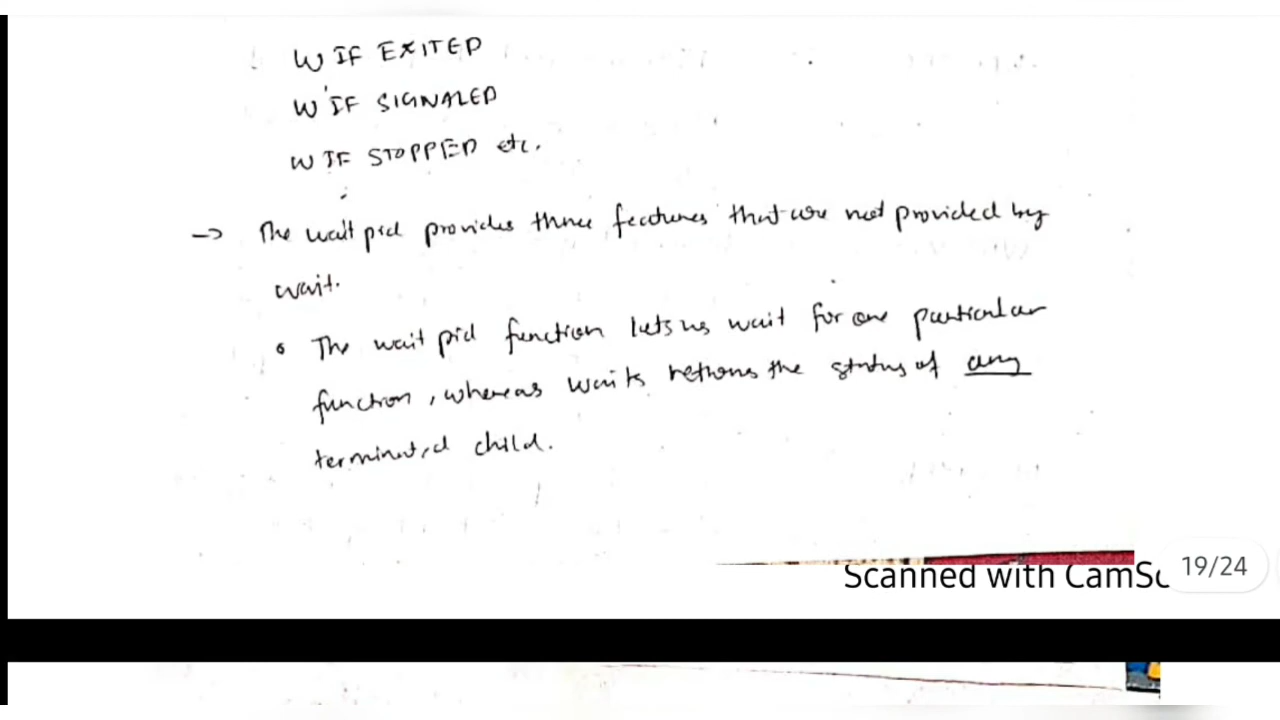 W IF EXITED
W IF SIGNALED
W IF STOPPED etc.
→ The wait pid provides three features that are not provided by
wait.
• The wait pid function lets us wait for one particular
function, whereas waits returns the status of any
terminated child.
Scanned with CamSc
19/24